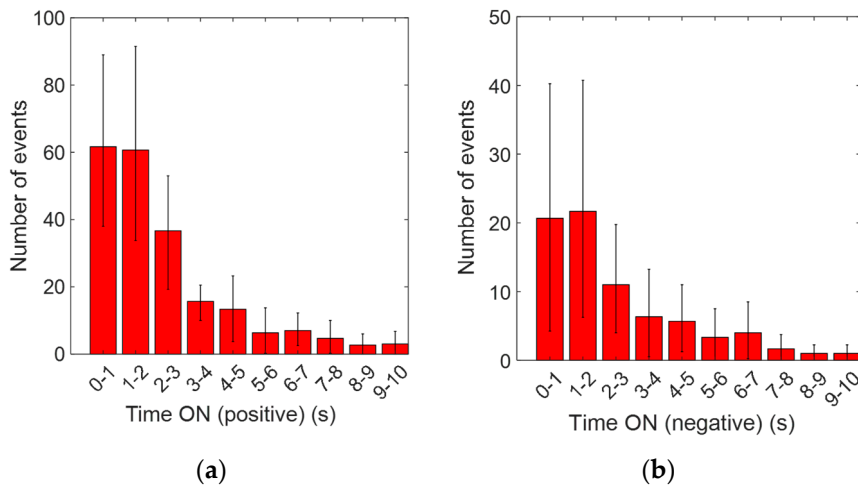 100
80
60
40
20
0
Number of events
0-1 1-2 2-3 3-4 4-5 5-6 6-7 7-8 8-9 9-10
Time ON (positive) (s)
(a)
50
40
30
20
10
0
Number of events
0-1 1-2 2-3 3-4 4-5 5-6 6-7 7-8 8-9 9-10
Time ON (negative) (s)
(b)